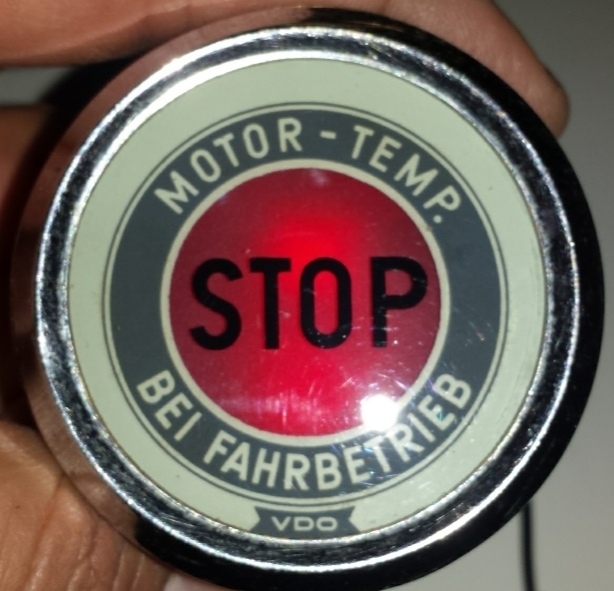 MOTOR - TEMP.
STOP
BEI FAHRBETRIEB
VDO